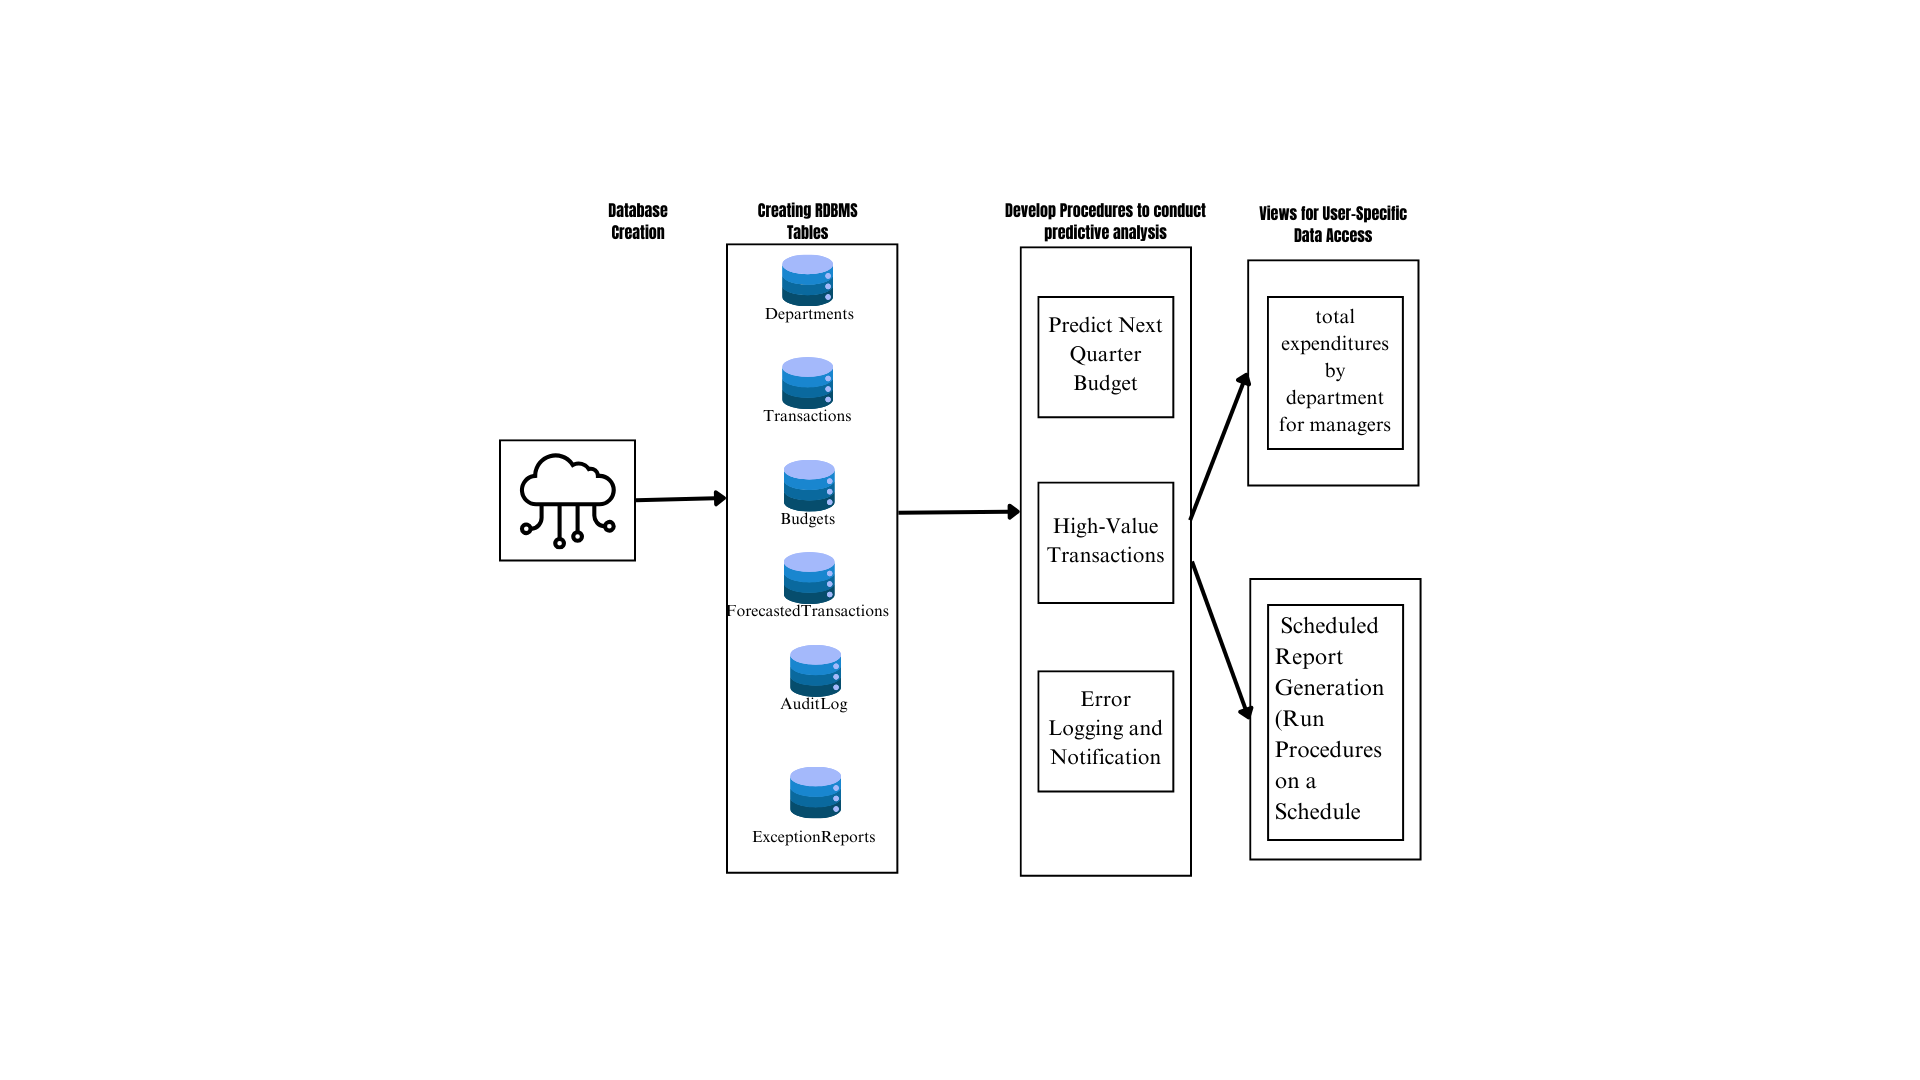 Database
Creation
Creating RDBMS
Tables
Departments
Transactions
Budgets
ForecastedTransactions
AuditLog
ExceptionReports
Develop Procedures to conduct
predictive analysis
Predict Next
Quarter
Budget
High-Value
Transactions
Error
Logging and
Notification
Views for User-Specific
Data Access
total
expenditures
by
department
for managers
Scheduled
Report
Generation
(Run
Procedures
on a
Schedule